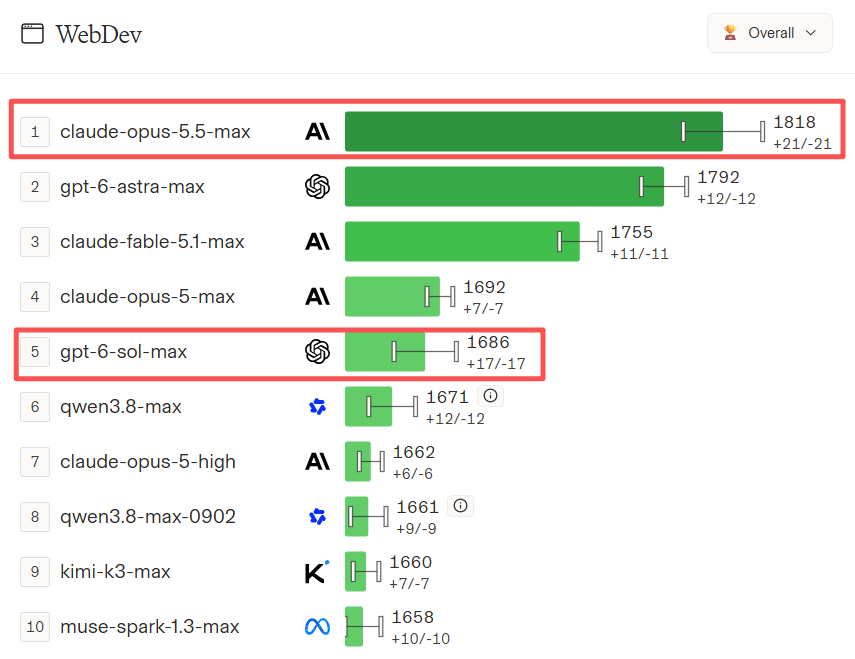 WebDev
Overall
1 claude-opus-5.5-max 1818
+21/-21
2 gpt-6-astra-max 1792
+12/-12
3 claude-fable-5.1-max 1755
+11/-11
4 claude-opus-5-max 1692
+7/-7
5 gpt-6-sol-max 1686
+17/-17
6 qwen3.8-max 1671
+12/-12
7 claude-opus-5-high 1662
+6/-6
8 qwen3.8-max-0902 1661
+9/-9
9 kimi-k3-max 1660
+7/-7
10 muse-spark-1.3-max 1658
+10/-10